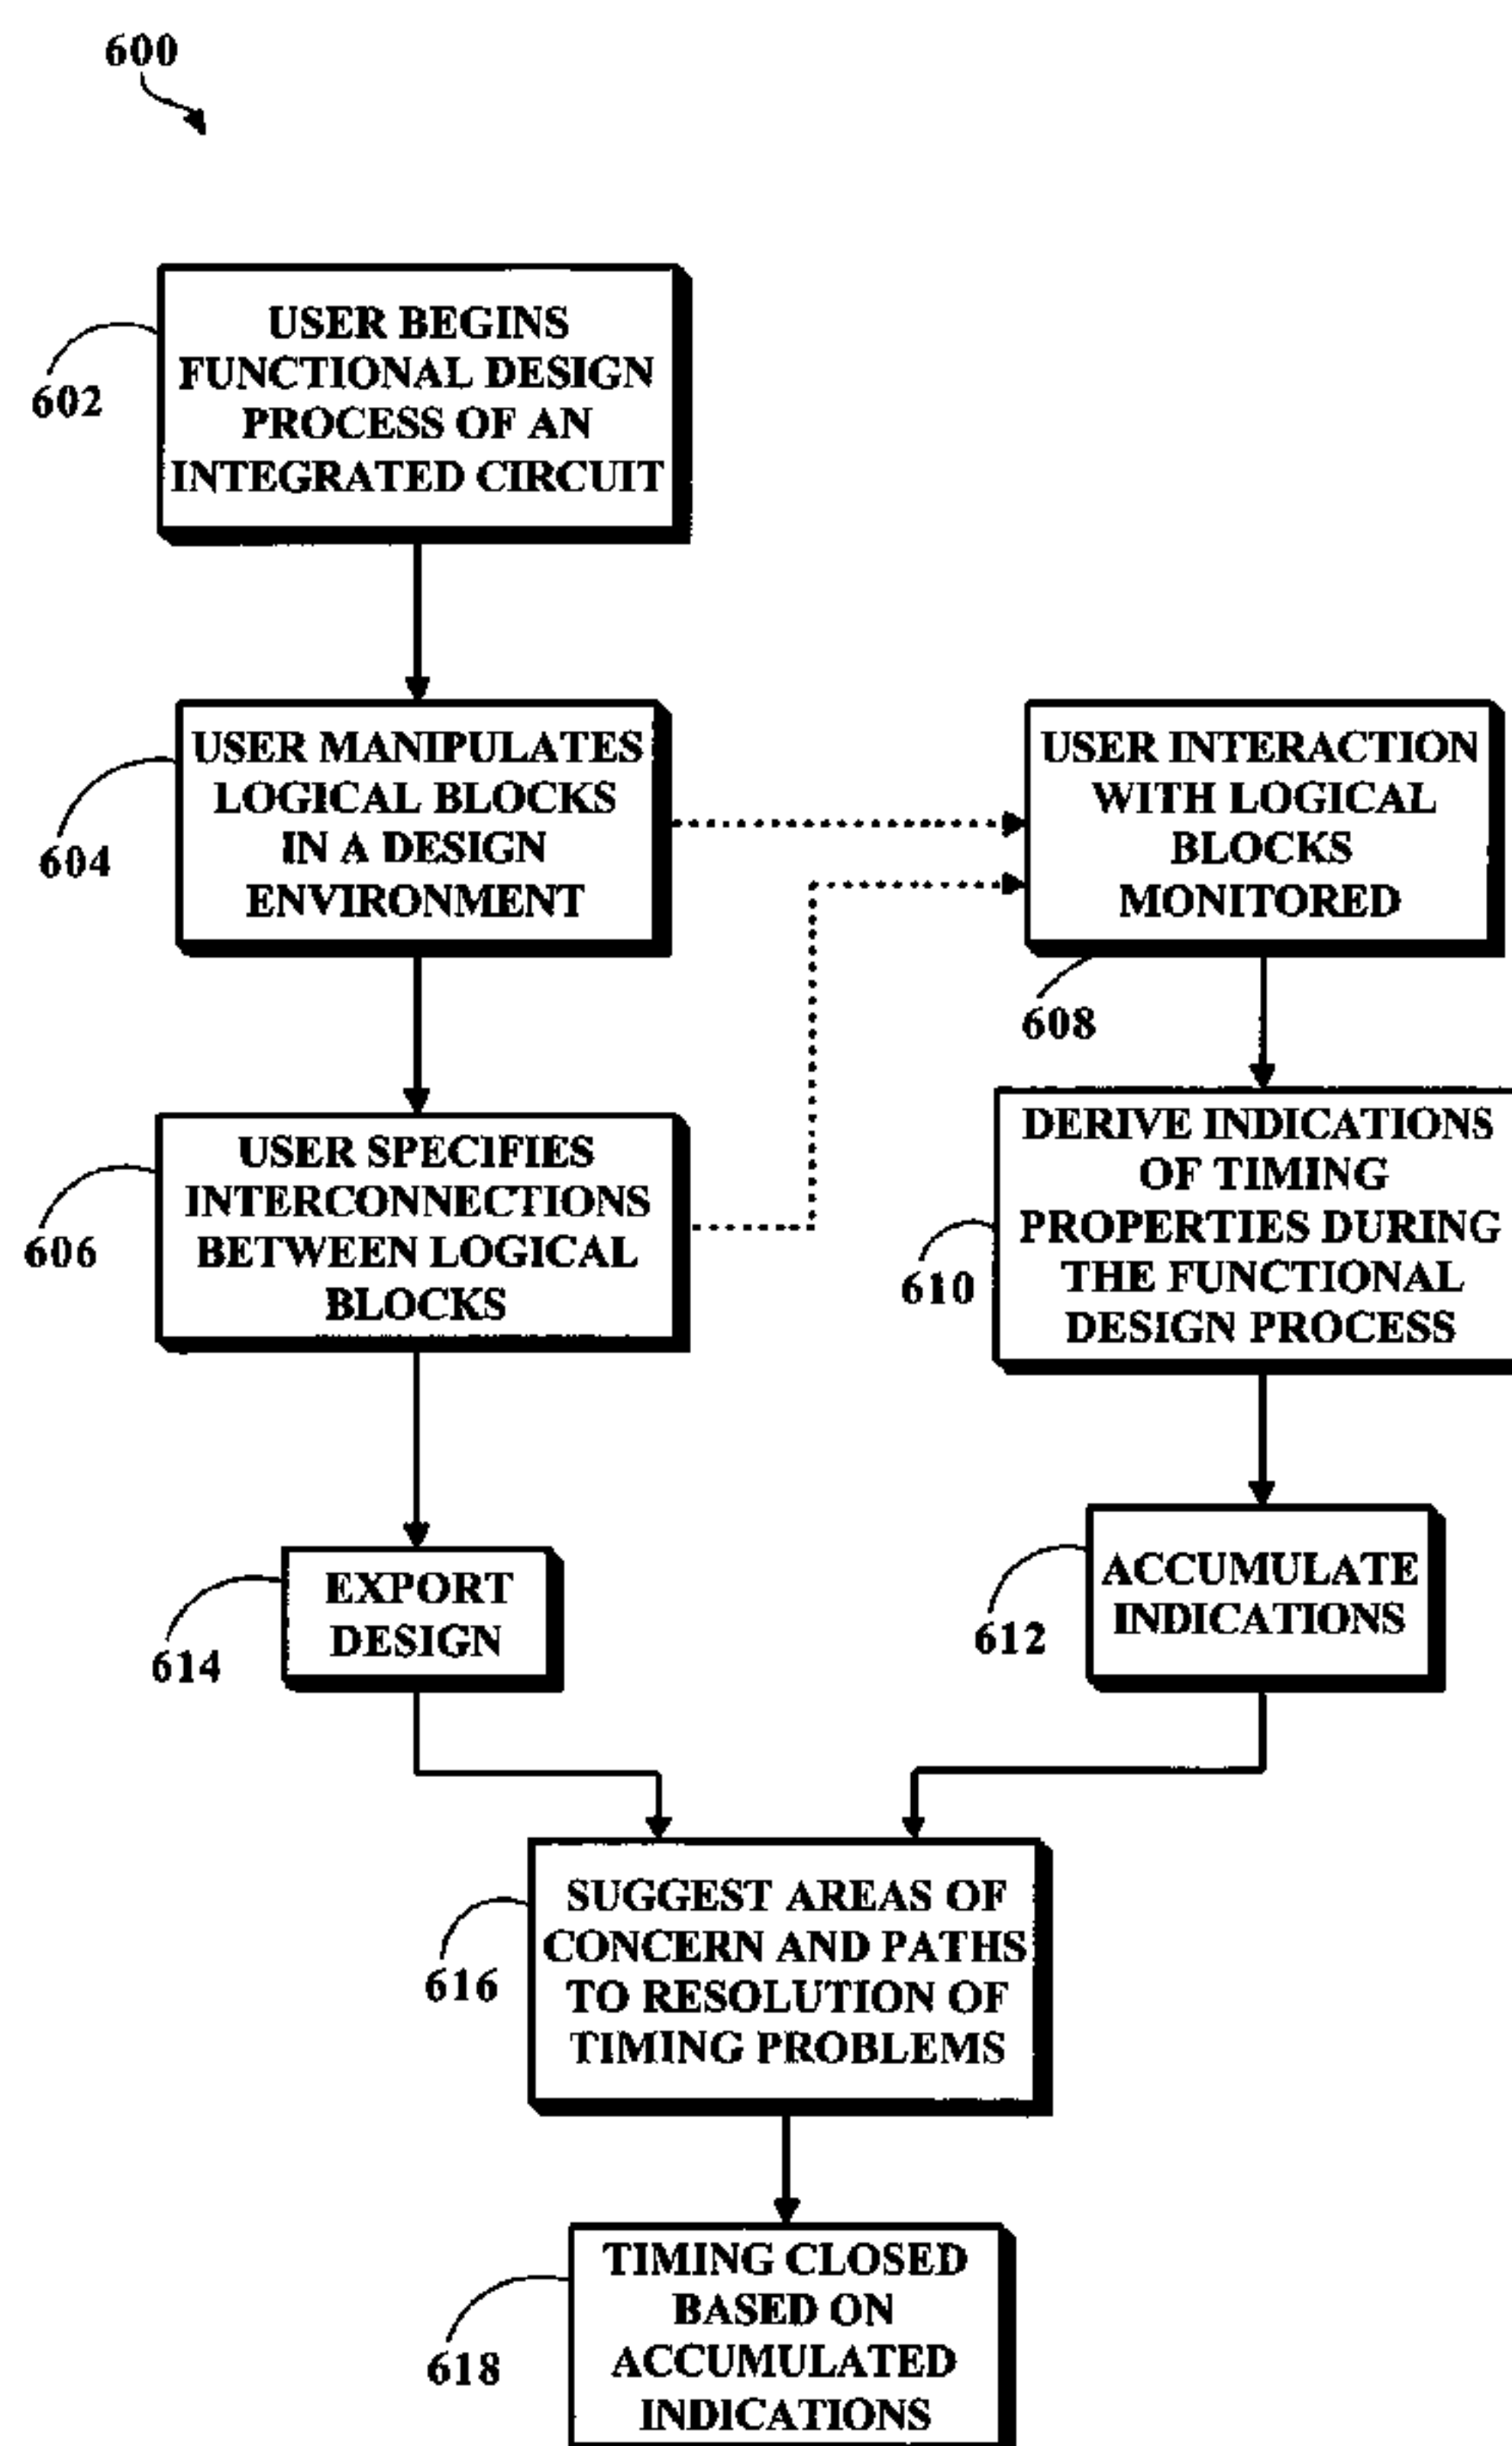 600
USER BEGINS
FUNCTIONAL DESIGN
PROCESS OF AN
INTEGRATED CIRCUIT
602
USER MANIPULATES
LOGICAL BLOCKS
IN A DESIGN
ENVIRONMENT
604
USER INTERACTION
WITH LOGICAL
BLOCKS
MONITORED
608
USER SPECIFIES
INTERCONNECTIONS
BETWEEN LOGICAL
BLOCKS
606
DERIVE INDICATIONS
OF TIMING
PROPERTIES DURING
THE FUNCTIONAL
DESIGN PROCESS
610
EXPORT
DESIGN
614
ACCUMULATE
INDICATIONS
612
SUGGEST AREAS OF
CONCERN AND PATHS
TO RESOLUTION OF
TIMING PROBLEMS
616
TIMING CLOSED
BASED ON
ACCUMULATED
INDICATIONS
618